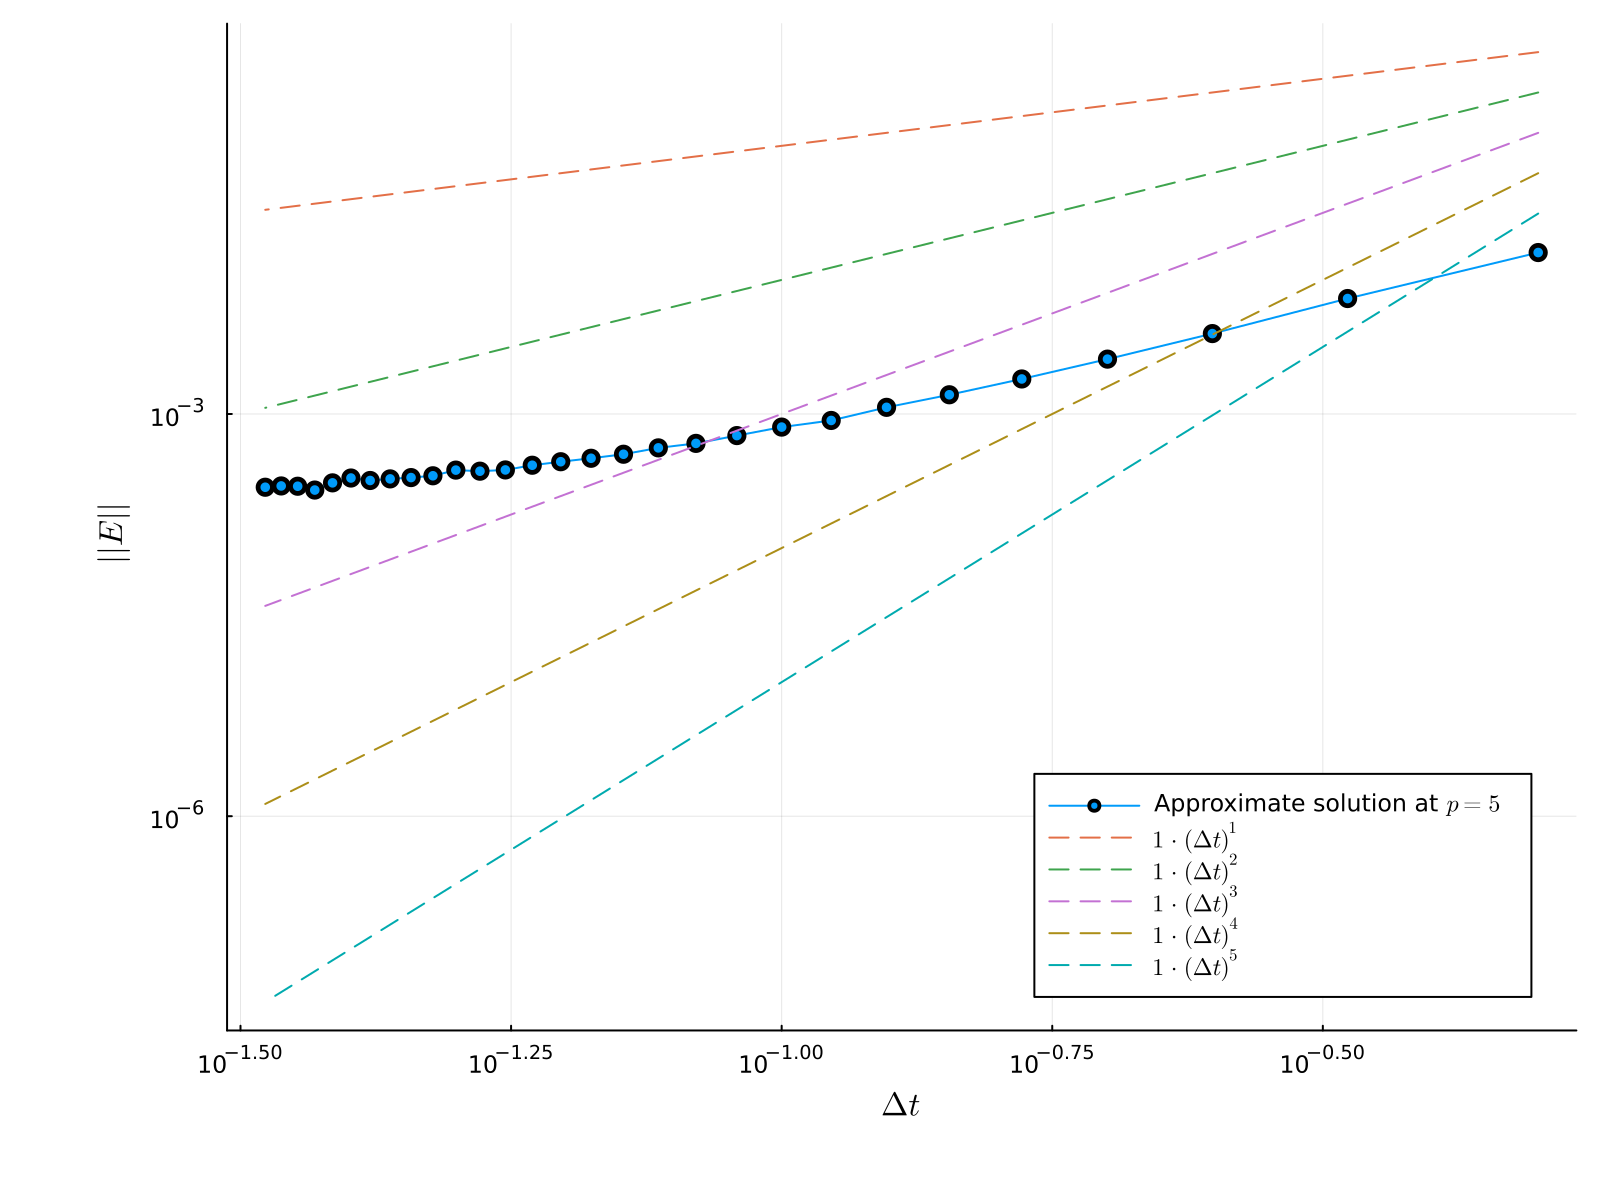 ||E||
10⁻³
10⁻⁶
10⁻¹·⁵⁰ 10⁻¹·²⁵ 10⁻¹·⁰⁰ 10⁻⁰·⁷⁵ 10⁻⁰·⁵⁰
Δt
Approximate solution at p = 5
1 · (Δt)¹
1 · (Δt)²
1 · (Δt)³
1 · (Δt)⁴
1 · (Δt)⁵